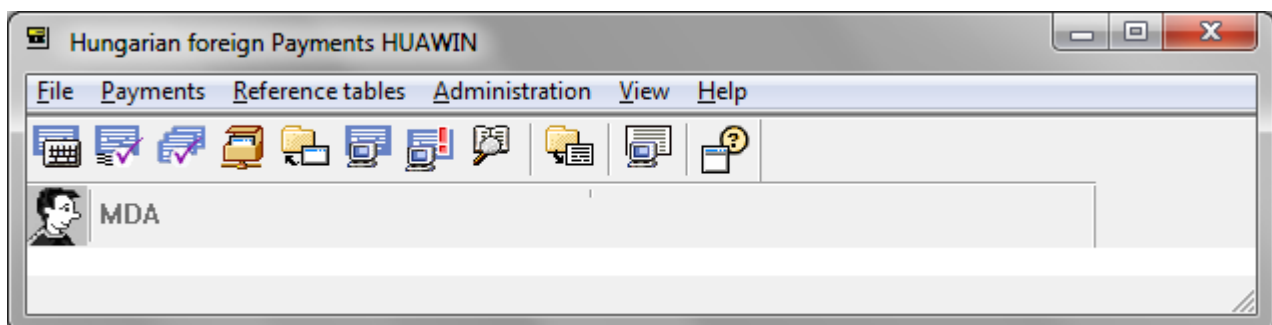 Hungarian foreign Payments HUAWIN
File Payments Reference tables Administration View Help
MDA